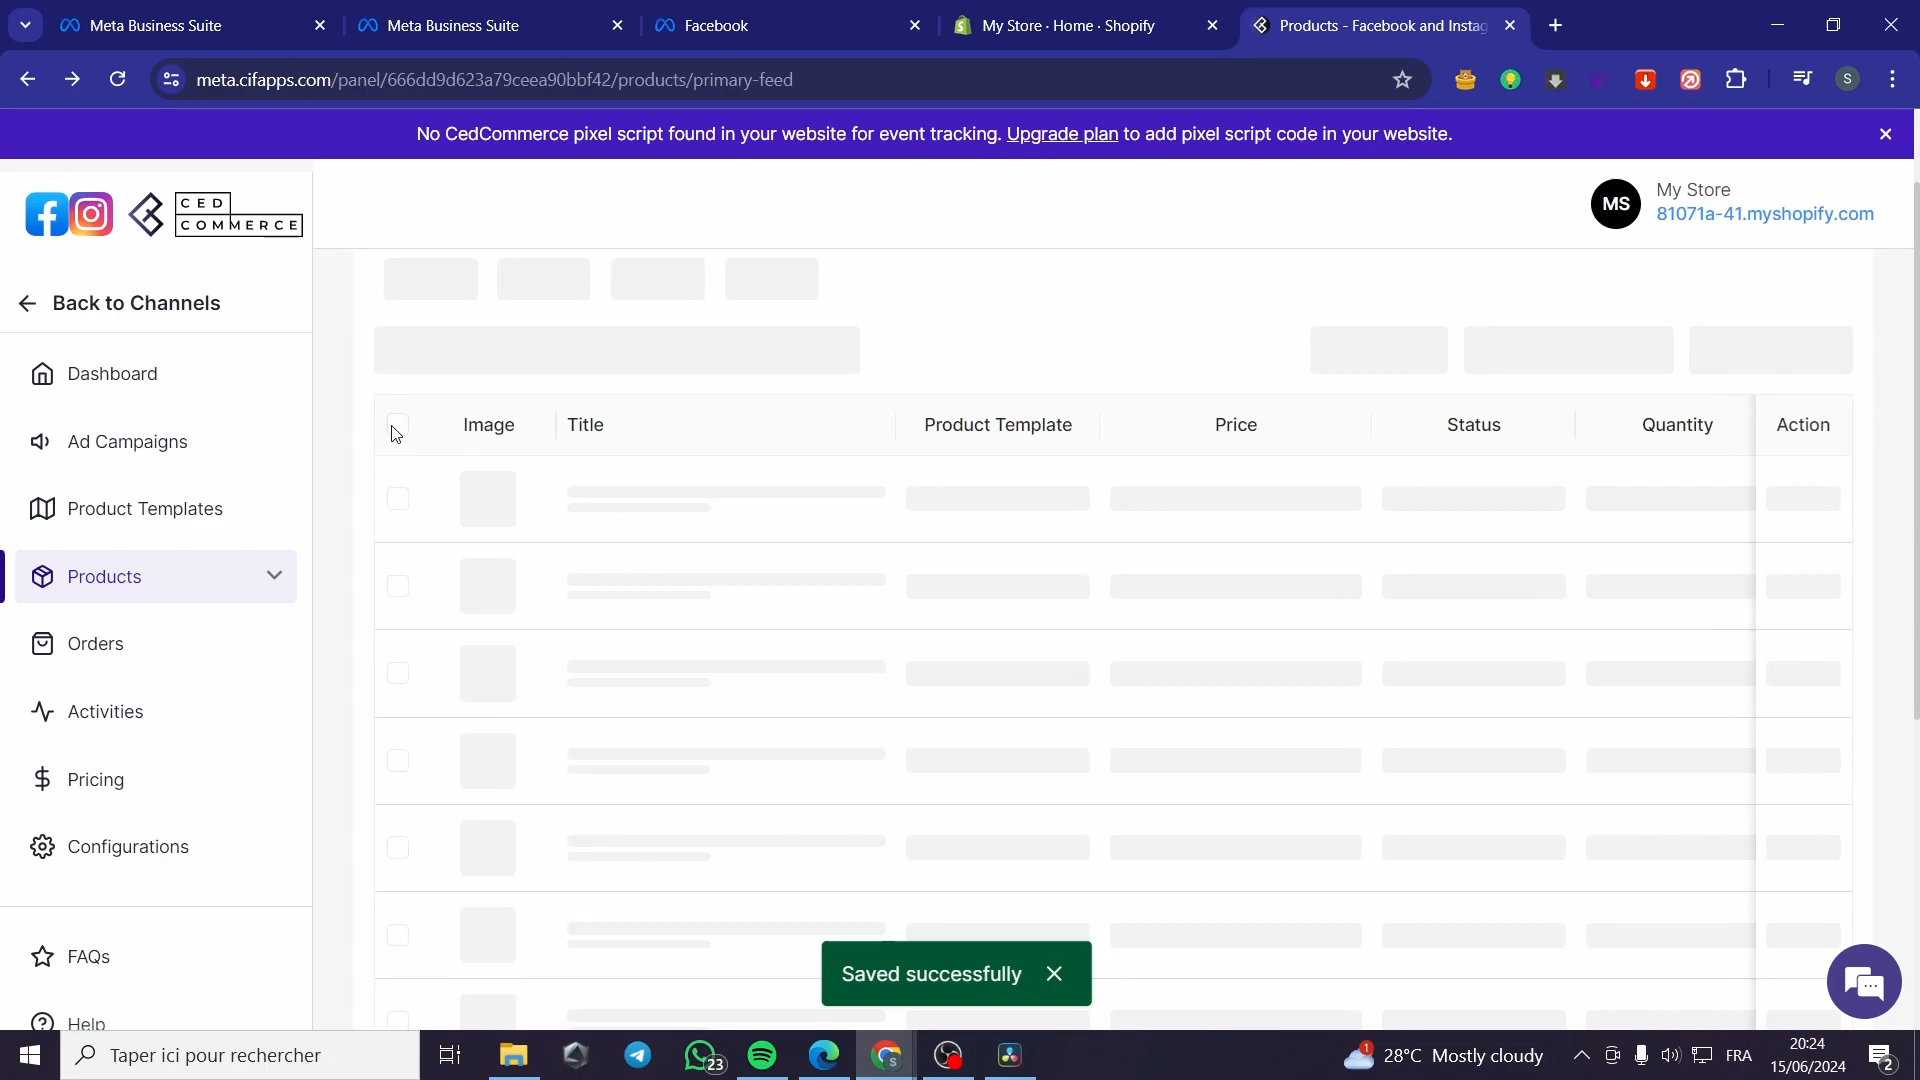 Meta Business Suite
Meta Business Suite
Facebook
My Store · Home · Shopify
Products - Facebook and Instag
meta.cifapps.com/panel/666dd9d623a79ceea90bbf42/products/primary-feed
S
No CedCommerce pixel script found in your website for event tracking. Upgrade plan to add pixel script code in your website.
CED
COMMERCE
MS
My Store
81071a-41.myshopify.com
Back to Channels
Dashboard
Ad Campaigns
Product Templates
Products
Orders
Activities
Pricing
Configurations
FAQs
Help
Image
Title
Product Template
Price
Status
Quantity
Action
Saved successfully
Taper ici pour rechercher
23
1
28°C Mostly cloudy
FRA
20:24
15/06/2024
2